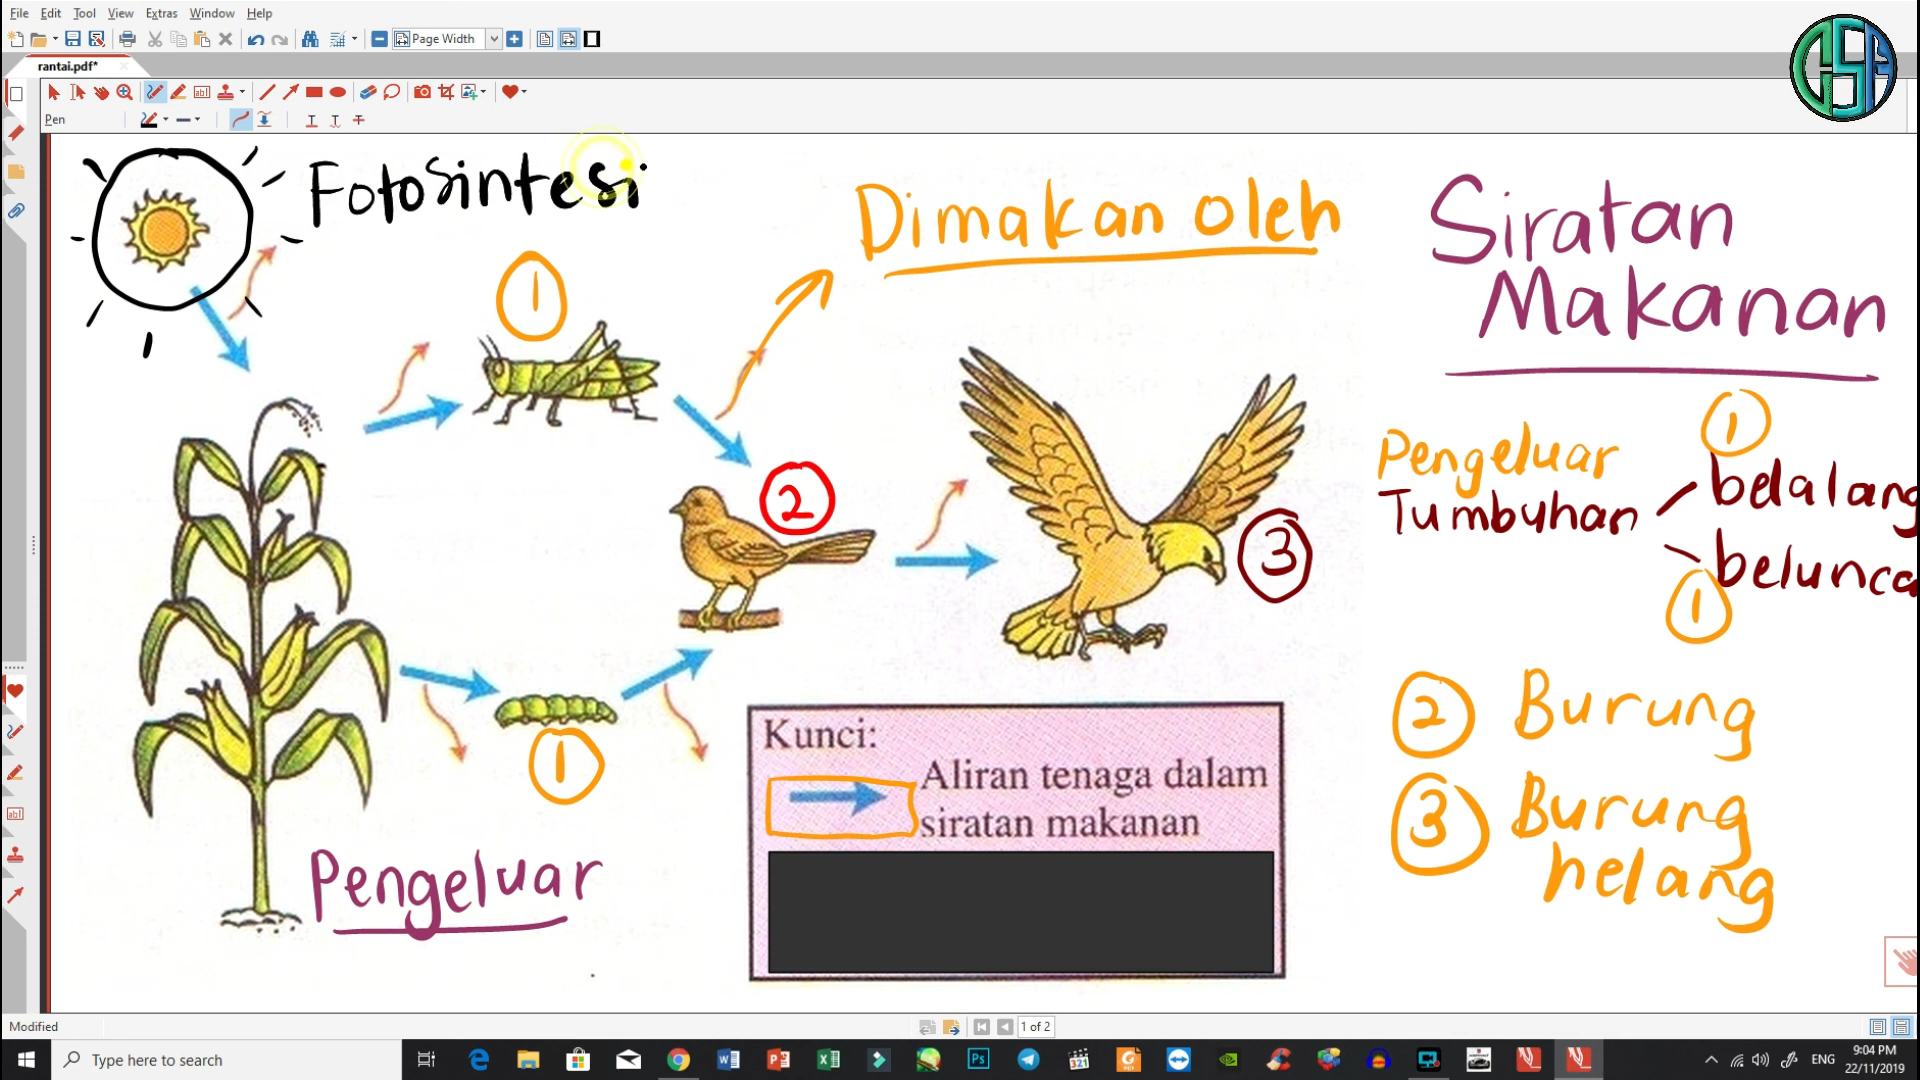 File Edit Tool View Extras Window Help
Page Width
rantai.pdf*
Pen
Fotosintesi
Dimakan oleh
Siratan
Makanan
1
1
Pengeluar
Tumbuhan
belalang
belunca
1
2
3
1
2 Burung
3 Burung
helang
Kunci:
Aliran tenaga dalam
siratan makanan
Pengeluar
Modified
1 of 2
Type here to search
ENG
9:04 PM
22/11/2019